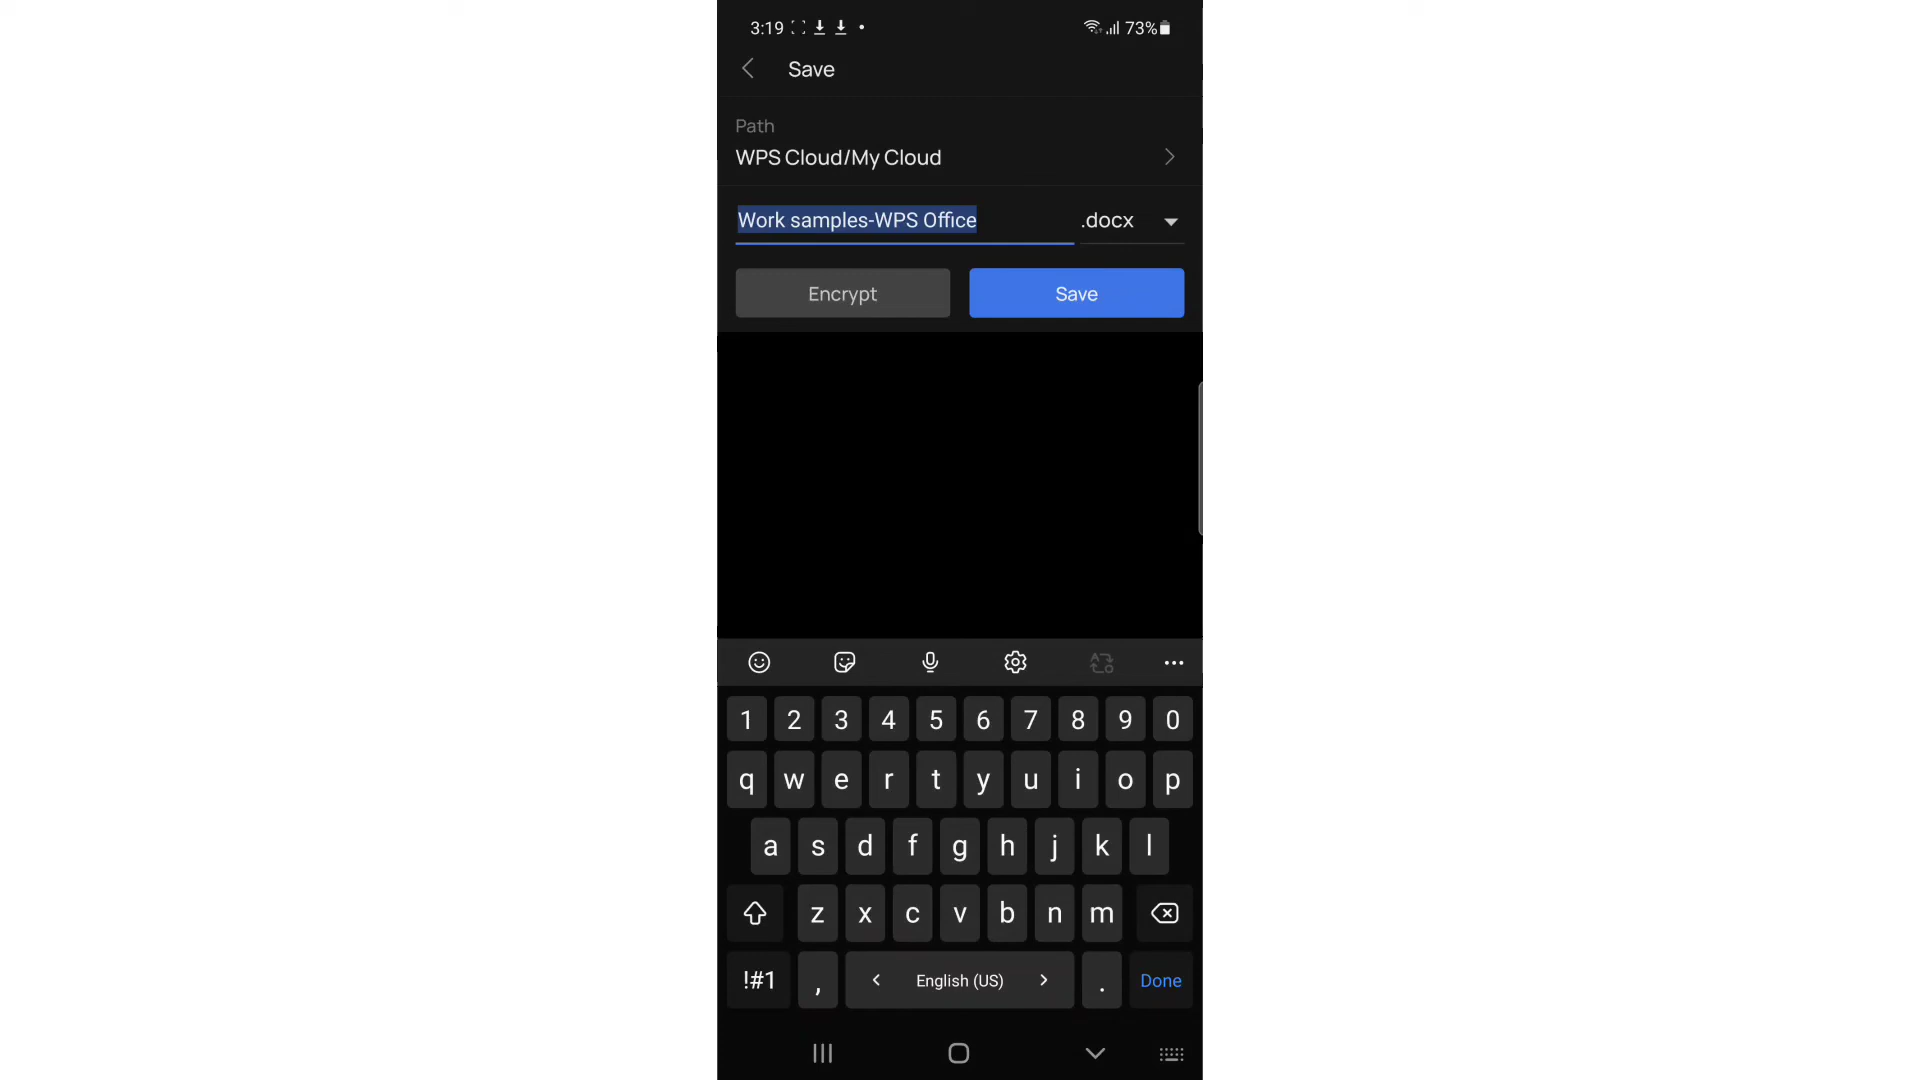 3:19 73%
Save
Path
WPS Cloud/My Cloud
Work samples-WPS Office .docx
Encrypt Save
1 2 3 4 5 6 7 8 9 0
q w e r t y u i o p
a s d f g h j k l
z x c v b n m
!#1 , < English (US) > . Done